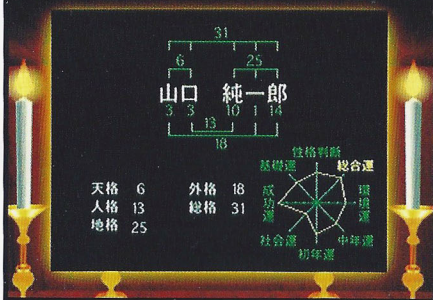 31
6 25
山口 純一郎
3 3 10 1 14
13
18
天格 6 外格 18
人格 13 総格 31
地格 25
性格判断
基礎運 総合運
成功運 環境運
社会運 中年運
初年運